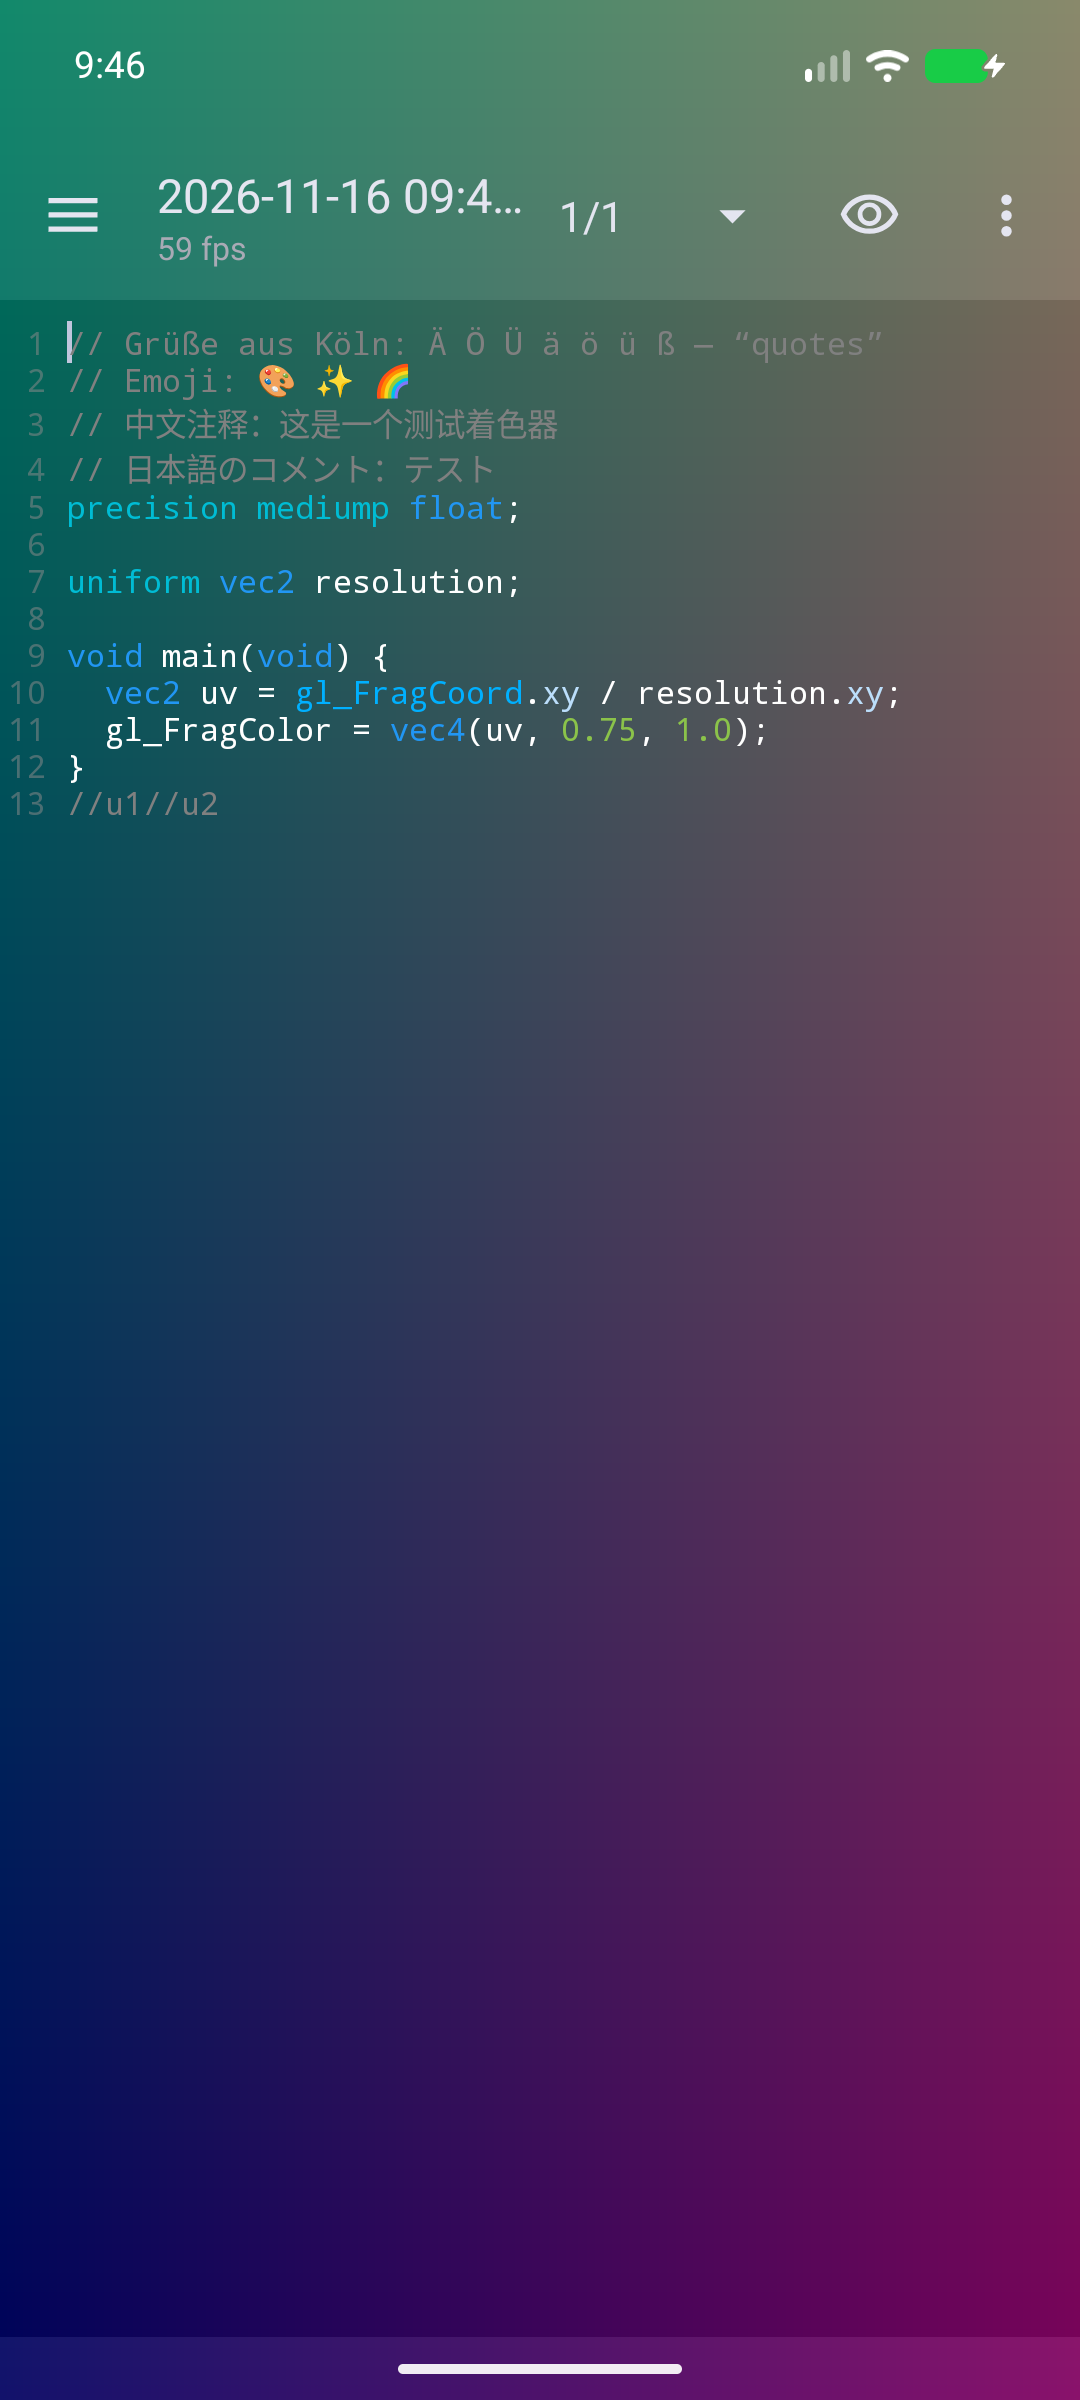 9:46
2026-11-16 09:4…
59 fps
1/1
1 // Grüße aus Köln: Ä Ö Ü ä ö ü ß — “quotes”
2 // Emoji: 🎨 ✨ 🌈
3 // 中文注释：这是一个测试着色器
4 // 日本語のコメント：テスト
5 precision mediump float;
6
7 uniform vec2 resolution;
8
9 void main(void) {
10   vec2 uv = gl_FragCoord.xy / resolution.xy;
11   gl_FragColor = vec4(uv, 0.75, 1.0);
12 }
13 //u1//u2